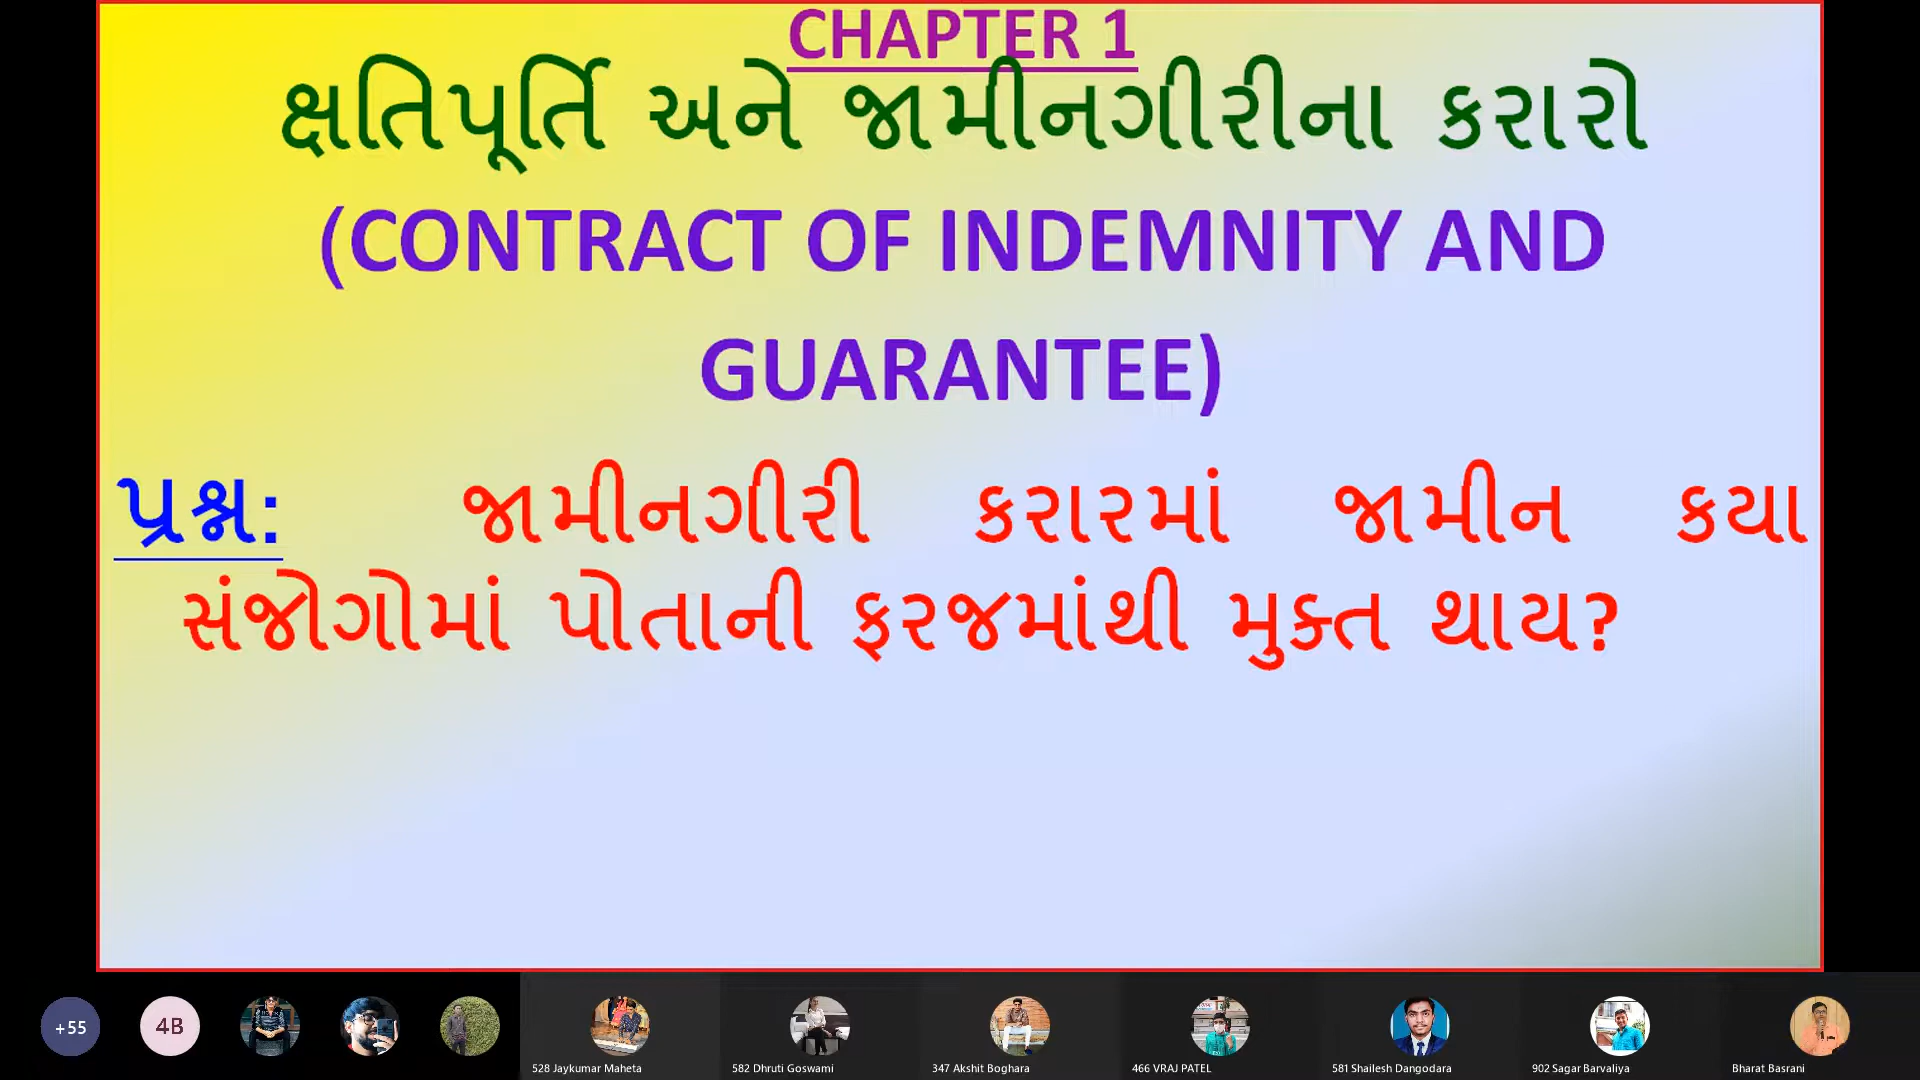 CHAPTER 1
ક્ષતિપૂર્તિ અને જામીનગીરીના કરારો
(CONTRACT OF INDEMNITY AND
GUARANTEE)
પ્રશ્ન: જામીનગીરી કરારમાં જામીન કયા
સંજોગોમાં પોતાની ફરજમાંથી મુક્ત થાય?
+55
4B
528 Jaykumar Maheta
582 Dhruti Goswami
347 Akshit Boghara
466 VRAJ PATEL
581 Shailesh Dangodara
902 Sagar Barvaliya
Bharat Basrani